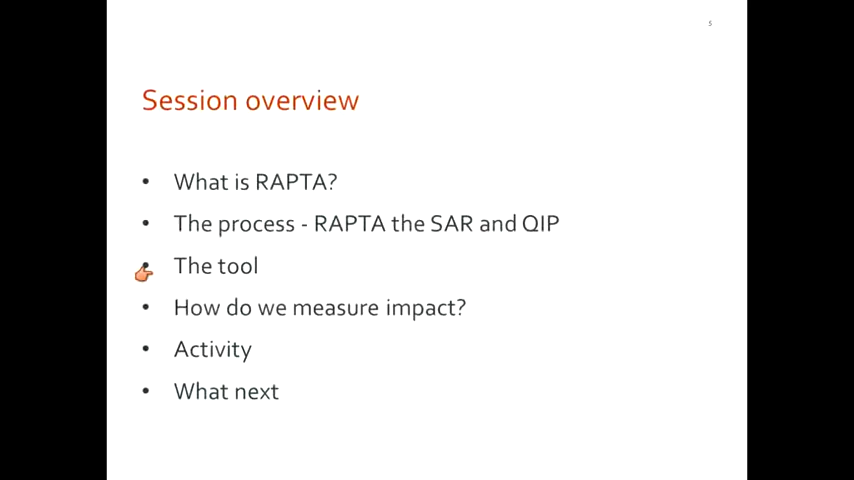 5
Session overview
• What is RAPTA?
• The process - RAPTA the SAR and QIP
• The tool
• How do we measure impact?
• Activity
• What next